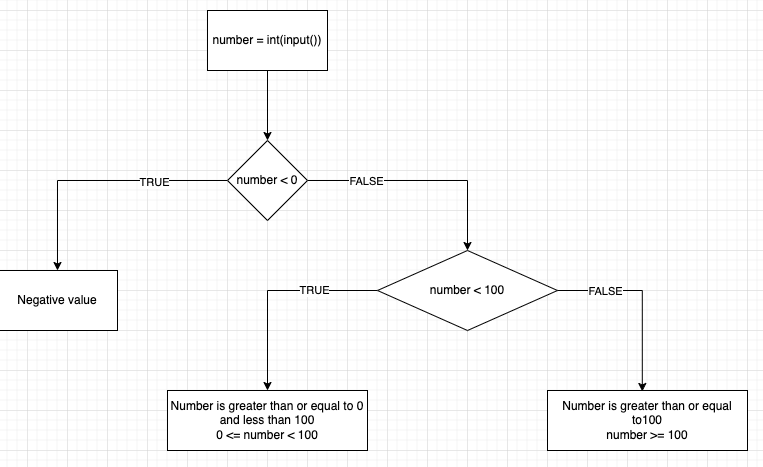 number = int(input())
number < 0
TRUE
FALSE
Negative value
number < 100
TRUE
FALSE
Number is greater than or equal to 0
and less than 100
0 <= number < 100
Number is greater than or equal
to100
number >= 100